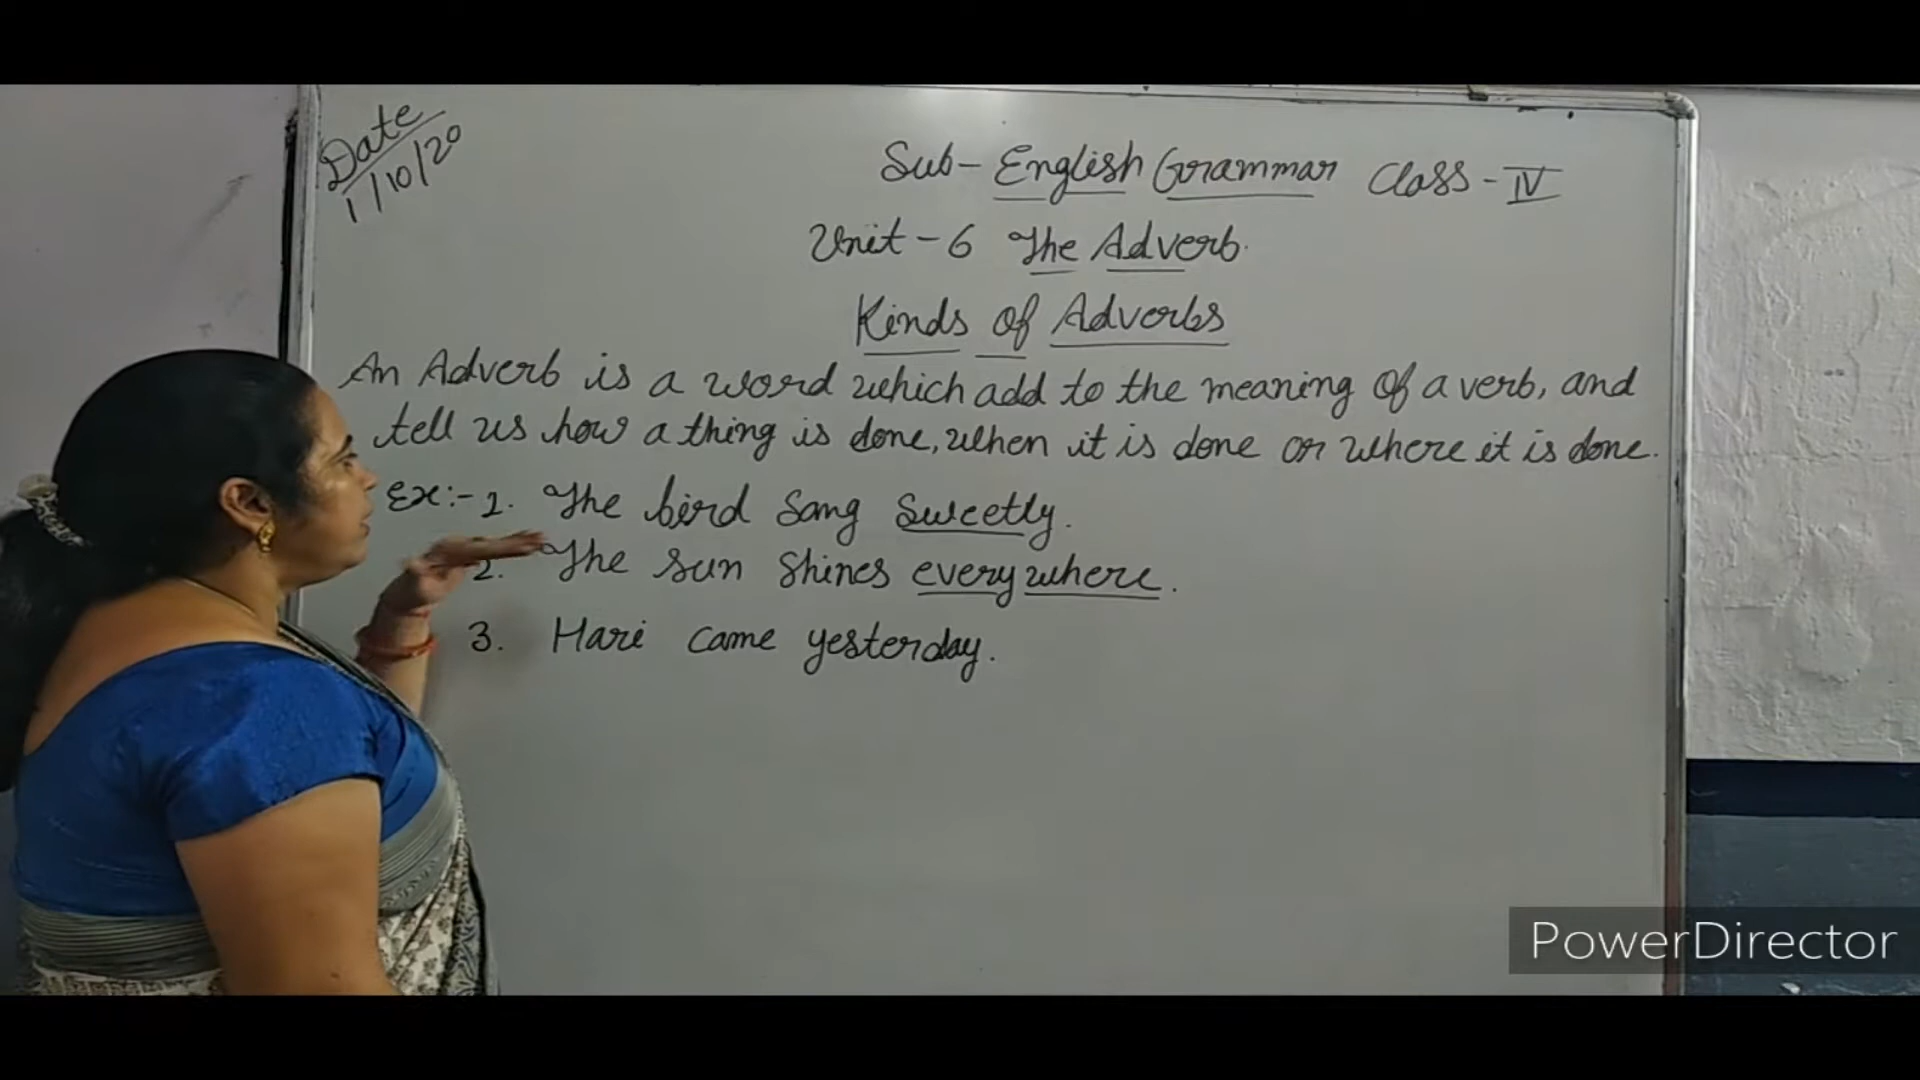 Date
1/10/20
Sub- English Grammar Class - IV
Unit - 6 The Adverb.
Kinds of Adverbs
An Adverb is a word which add to the meaning of a verb, and
tell us how a thing is done, when it is done or where it is done.
Ex:- 1. The bird Sang Sweetly.
2. The sun Shines everywhere.
3. Hari came yesterday.
PowerDirector